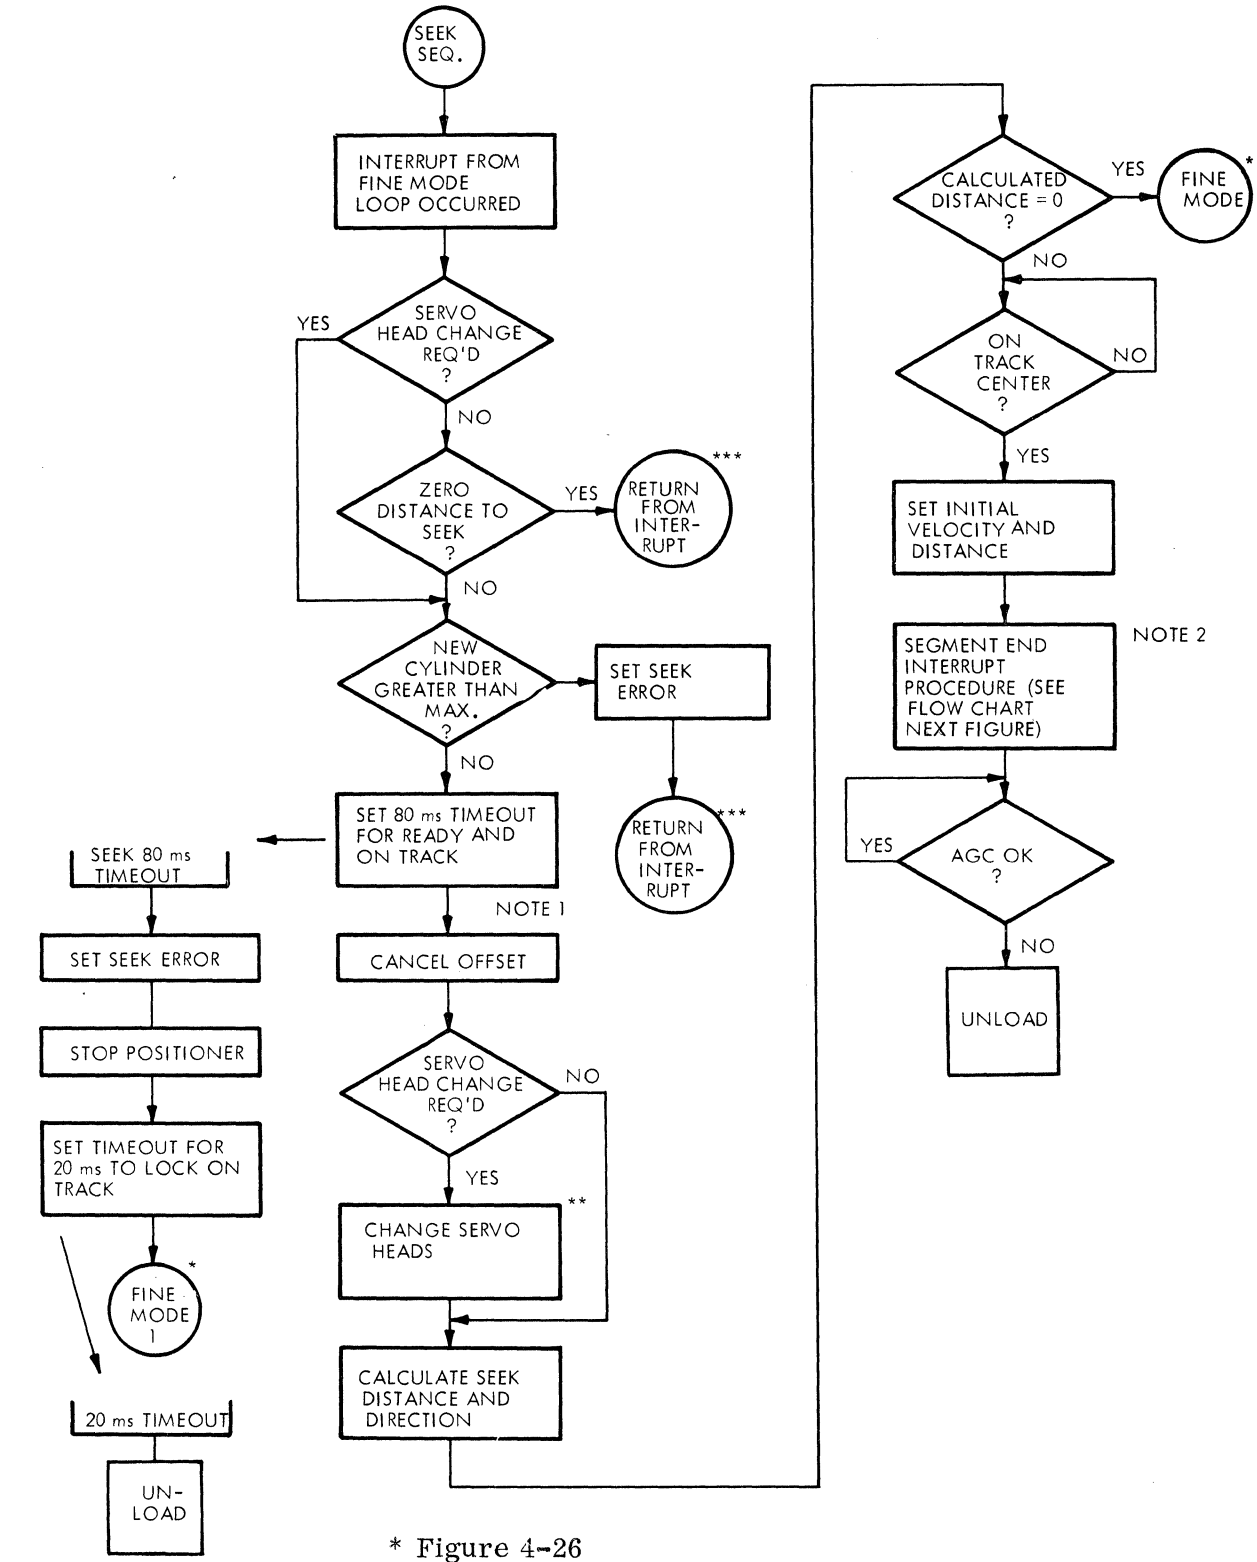 SEEK
SEQ.
INTERRUPT FROM
FINE MODE
LOOP OCCURRED
SERVO
HEAD CHANGE
REQ'D
?
YES
NO
ZERO
DISTANCE TO
SEEK
?
YES
***
RETURN
FROM
INTER-
RUPT
NO
NEW
CYLINDER
GREATER THAN
MAX.
?
SET SEEK
ERROR
***
RETURN
FROM
INTER-
RUPT
NO
SET 80 ms TIMEOUT
FOR READY AND
ON TRACK
NOTE 1
SEEK 80 ms
TIMEOUT
SET SEEK ERROR
STOP POSITIONER
SET TIMEOUT FOR
20 ms TO LOCK ON
TRACK
*
FINE
MODE
1
20 ms TIMEOUT
UN-
LOAD
CANCEL OFFSET
SERVO
HEAD CHANGE
REQ'D
?
NO
YES
**
CHANGE SERVO
HEADS
CALCULATE SEEK
DISTANCE AND
DIRECTION
CALCULATED
DISTANCE = 0
?
YES
*
FINE
MODE
NO
ON
TRACK
CENTER
?
NO
YES
SET INITIAL
VELOCITY AND
DISTANCE
SEGMENT END
INTERRUPT
PROCEDURE (SEE
FLOW CHART
NEXT FIGURE)
NOTE 2
AGC OK
?
YES
NO
UNLOAD
* Figure 4-26